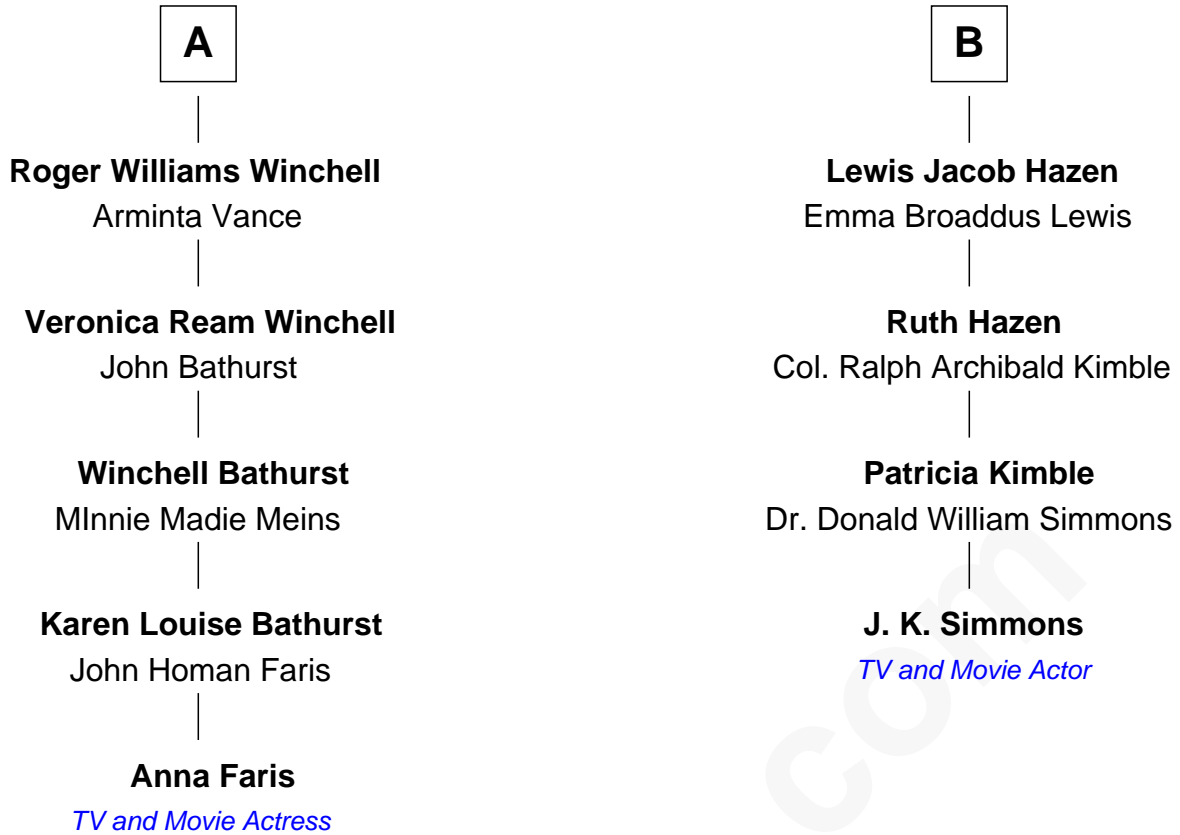 A
Roger Williams Winchell
Arminta Vance
Veronica Ream Winchell
John Bathurst
Winchell Bathurst
MInnie Madie Meins
Karen Louise Bathurst
John Homan Faris
Anna Faris
TV and Movie Actress
B
Lewis Jacob Hazen
Emma Broaddus Lewis
Ruth Hazen
Col. Ralph Archibald Kimble
Patricia Kimble
Dr. Donald William Simmons
J. K. Simmons
TV and Movie Actor
com